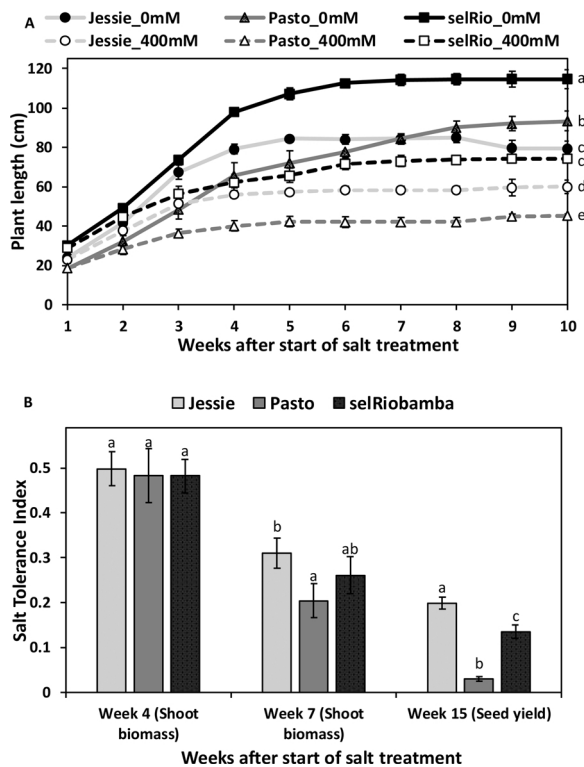 A
Jessie_0mM Pasto_0mM selRio_0mM
Jessie_400mM Pasto_400mM selRio_400mM
Plant length (cm)
120
100
80
60
40
20
0
a
b
c
c
d
e
1 2 3 4 5 6 7 8 9 10
Weeks after start of salt treatment
B
Jessie Pasto selRiobamba
Salt Tolerance Index
0.5
0.4
0.3
0.2
0.1
0
a a a
b a ab
a b c
Week 4 (Shoot biomass) Week 7 (Shoot biomass) Week 15 (Seed yield)
Weeks after start of salt treatment